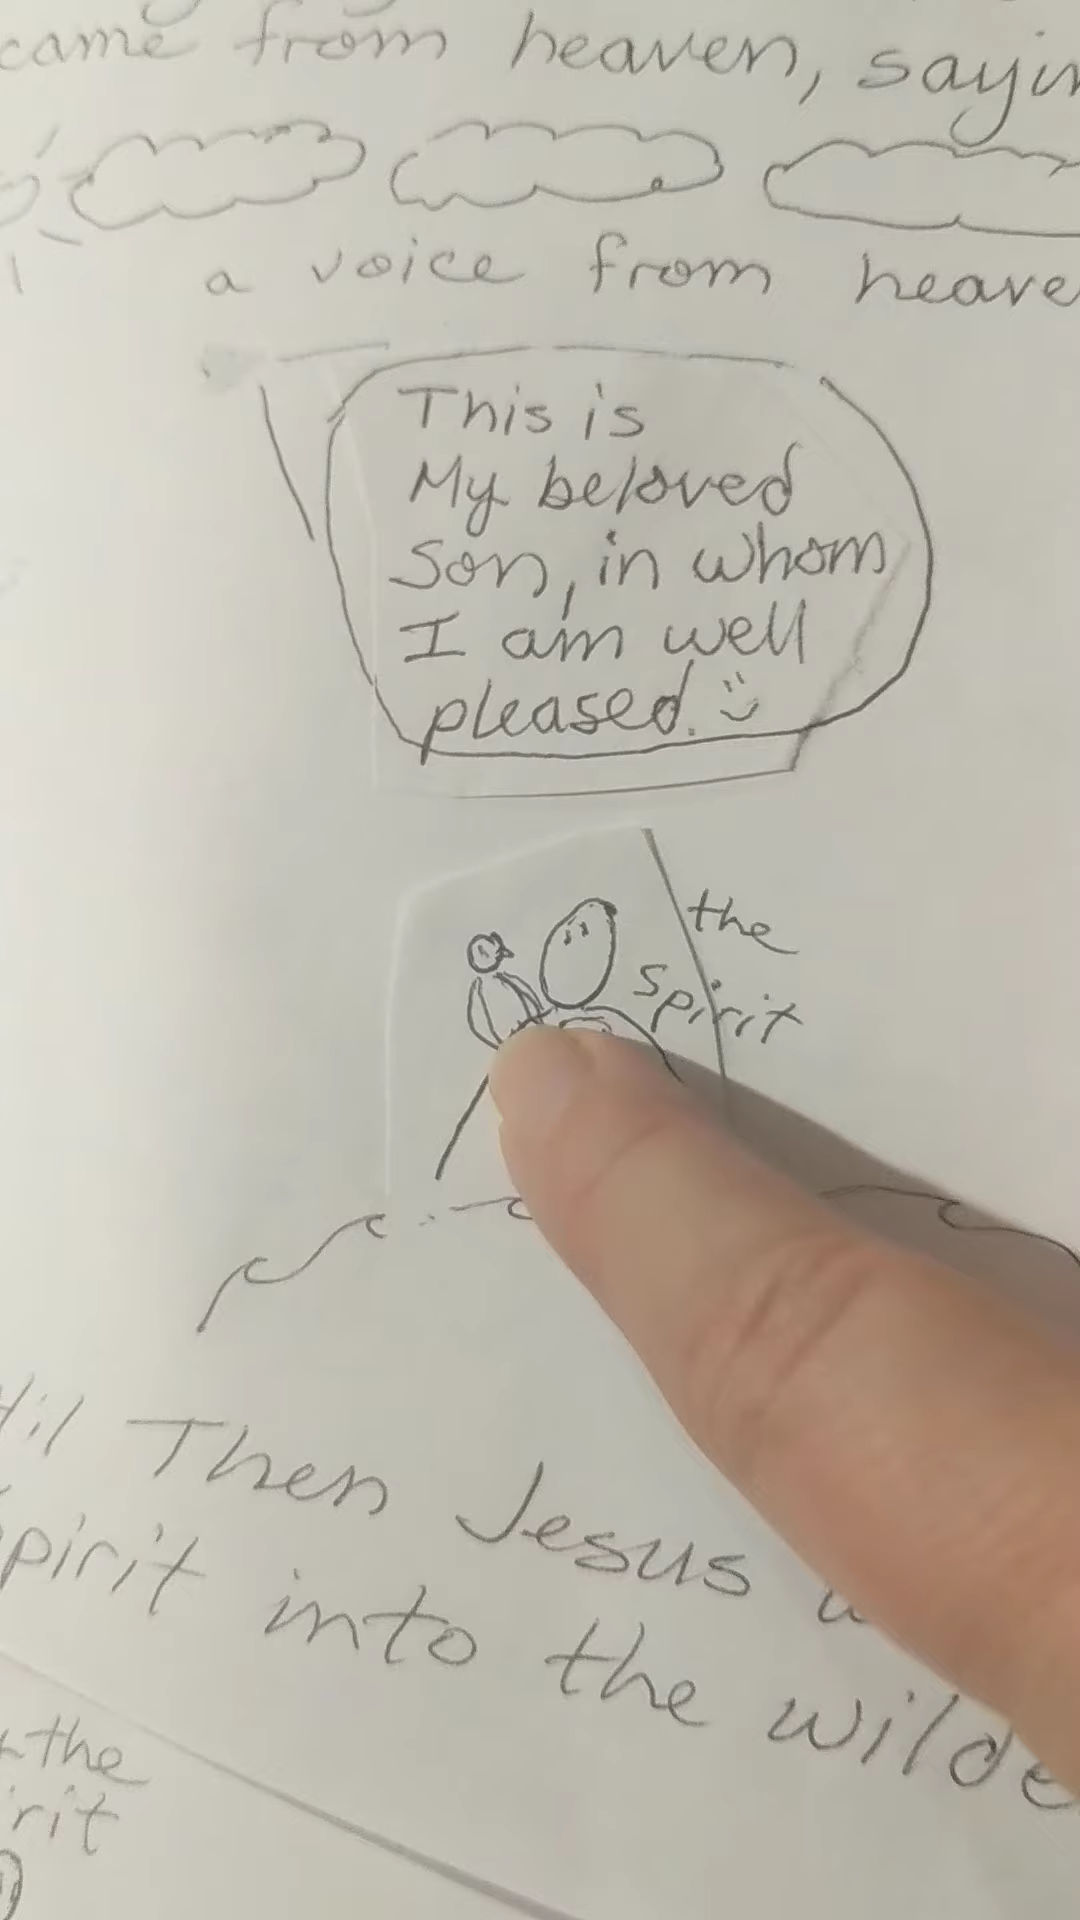 came from heaven, sayin
a voice from heave
This is
My beloved
Son, in whom
I am well
pleased.
the
spirit
Then Jesus
pirit into the wilde
the
irit